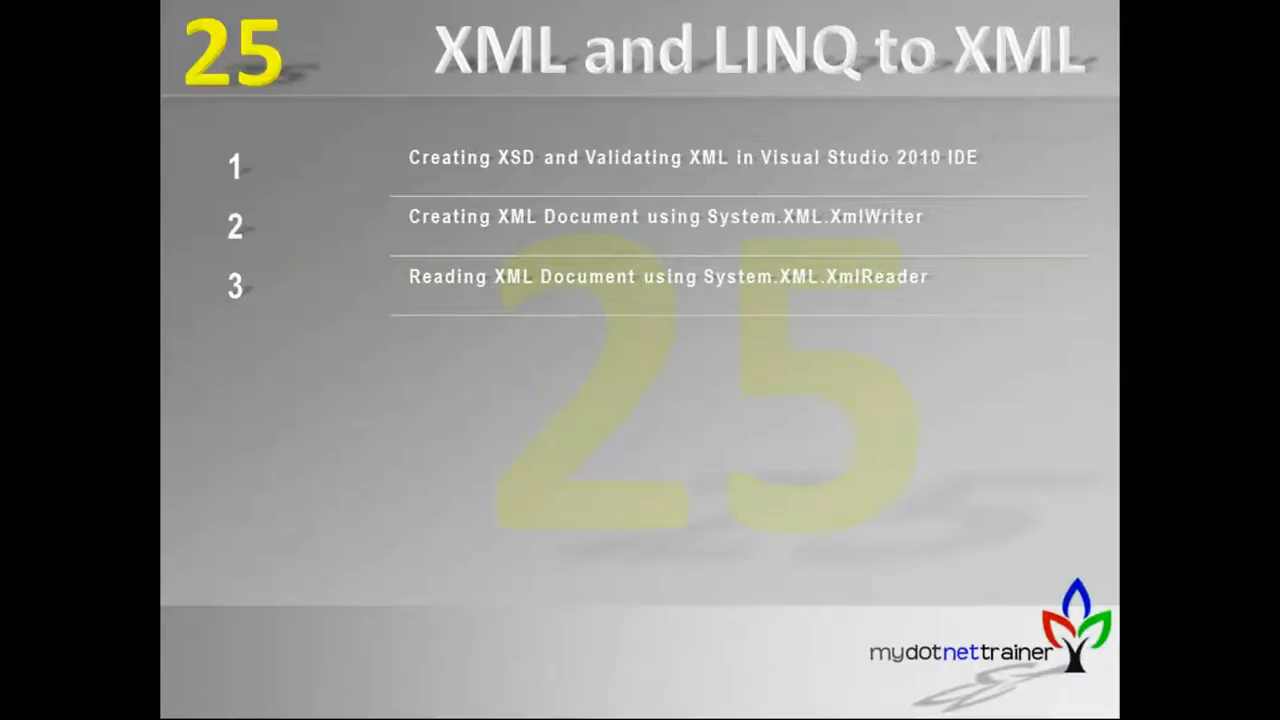 25 XML and LINQ to XML
1 Creating XSD and Validating XML in Visual Studio 2010 IDE
2 Creating XML Document using System.XML.XmlWriter
3 Reading XML Document using System.XML.XmlReader
25
mydotnettrainer